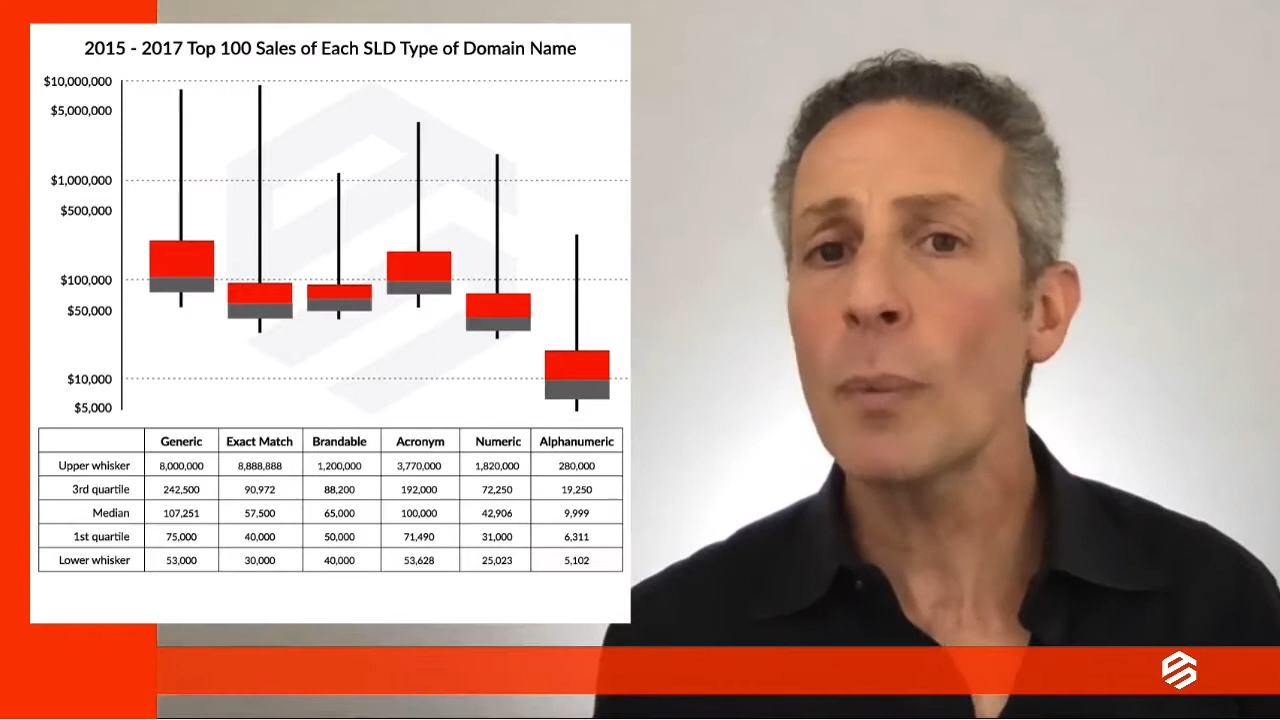 2015 - 2017 Top 100 Sales of Each SLD Type of Domain Name
$10,000,000
$5,000,000
$1,000,000
$500,000
$100,000
$50,000
$10,000
$5,000
Generic Exact Match Brandable Acronym Numeric Alphanumeric
Upper whisker 8,000,000 8,888,888 1,200,000 3,770,000 1,820,000 280,000
3rd quartile 242,500 90,972 88,200 192,000 72,250 19,250
Median 107,251 57,500 65,000 100,000 42,906 9,999
1st quartile 75,000 40,000 50,000 71,490 31,000 6,311
Lower whisker 53,000 30,000 40,000 53,628 25,023 5,102